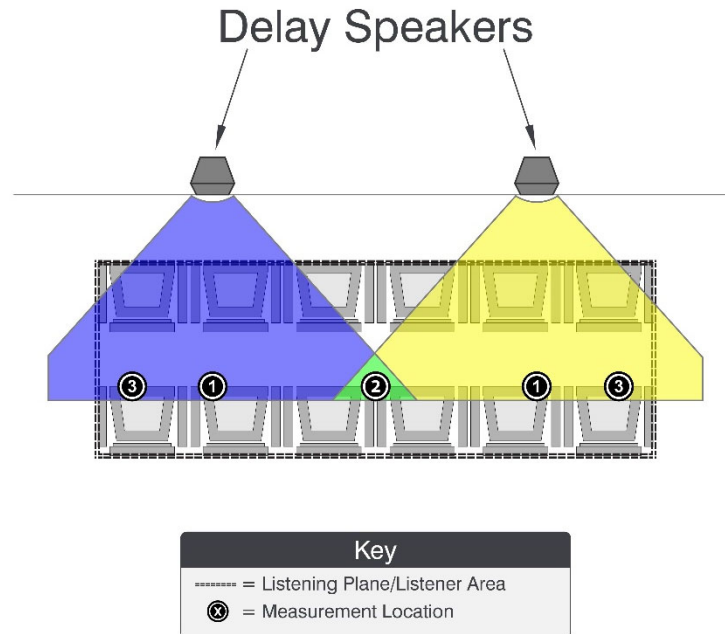 Delay Speakers
3 1 2 1 3
Key
======== = Listening Plane/Listener Area
X = Measurement Location